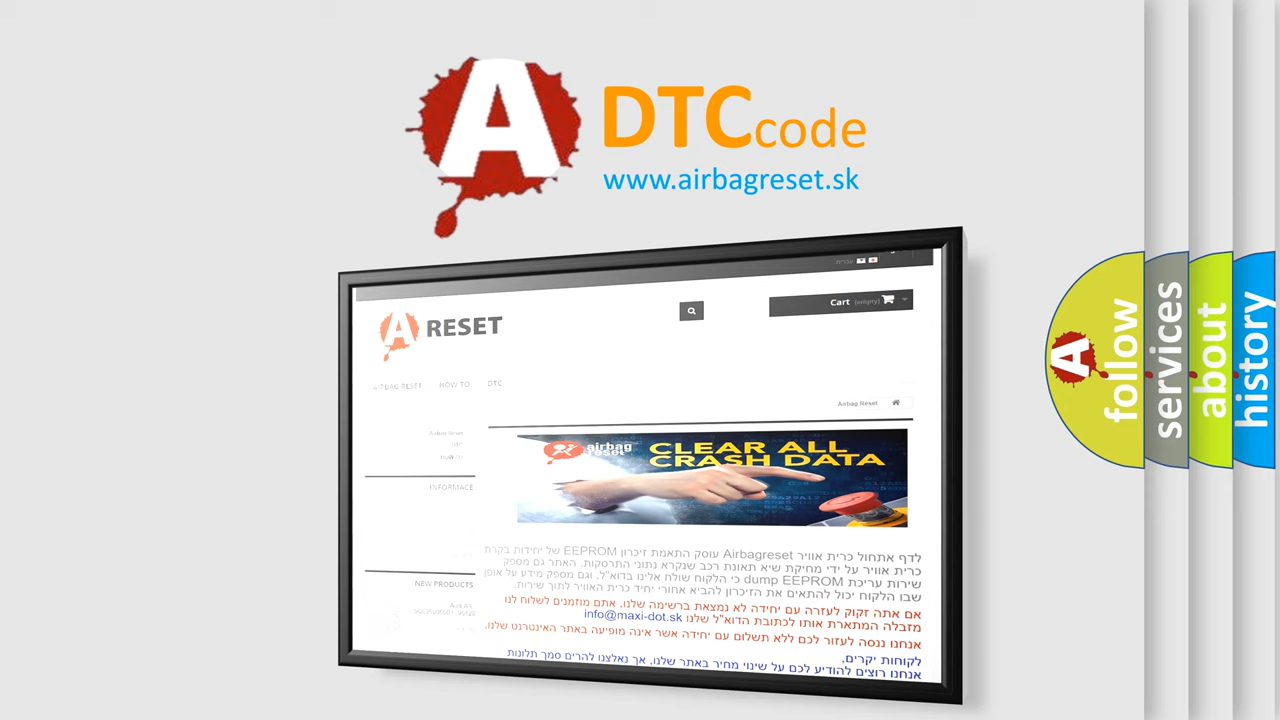 A
DTC code
www.airbagreset.sk
A RESET
Cart (empty)
AIRBAG RESET HOW TO DTC
Airbag Reset
Airbag Reset
INFORMACE
airbag
reset
CLEAR ALL
CRASH DATA
לדף אתחול כרית אוויר Airbagreset עוסק התאמת זיכרון EEPROM של יחידות בקרת
כרית אוויר על ידי מחיקת שיא תאונת רכב שנקרא נתוני התרסקות. האתר גם מספק
שירות עריכת dump EEPROM כי הלקוח שולח אלינו בדוא"ל, וגם מספק מידע על אופן
שבו הלקוח יכול להתאים את הזיכרון להביא אחורי יחיד כרית האוויר לתוך שירות.
אם אתה זקוק לעזרה עם יחידה לא נמצאת ברשימה שלנו, אתם מוזמנים לשלוח לנו
מזבלה המתארת אותו לכתובת הדוא"ל שלנו info@maxi-dot.sk
אנחנו ננסה לעזור לכם ללא תשלום עם יחידה אשר אינה מופיעה באתר האינטרנט שלנו.
לקוחות יקרים,
אנחנו רוצים להודיע לכם על שינוי מחיר באתר שלנו, אך נאלצנו להרים סמך תלונות
NEW PRODUCTS
A follow
services
about
history